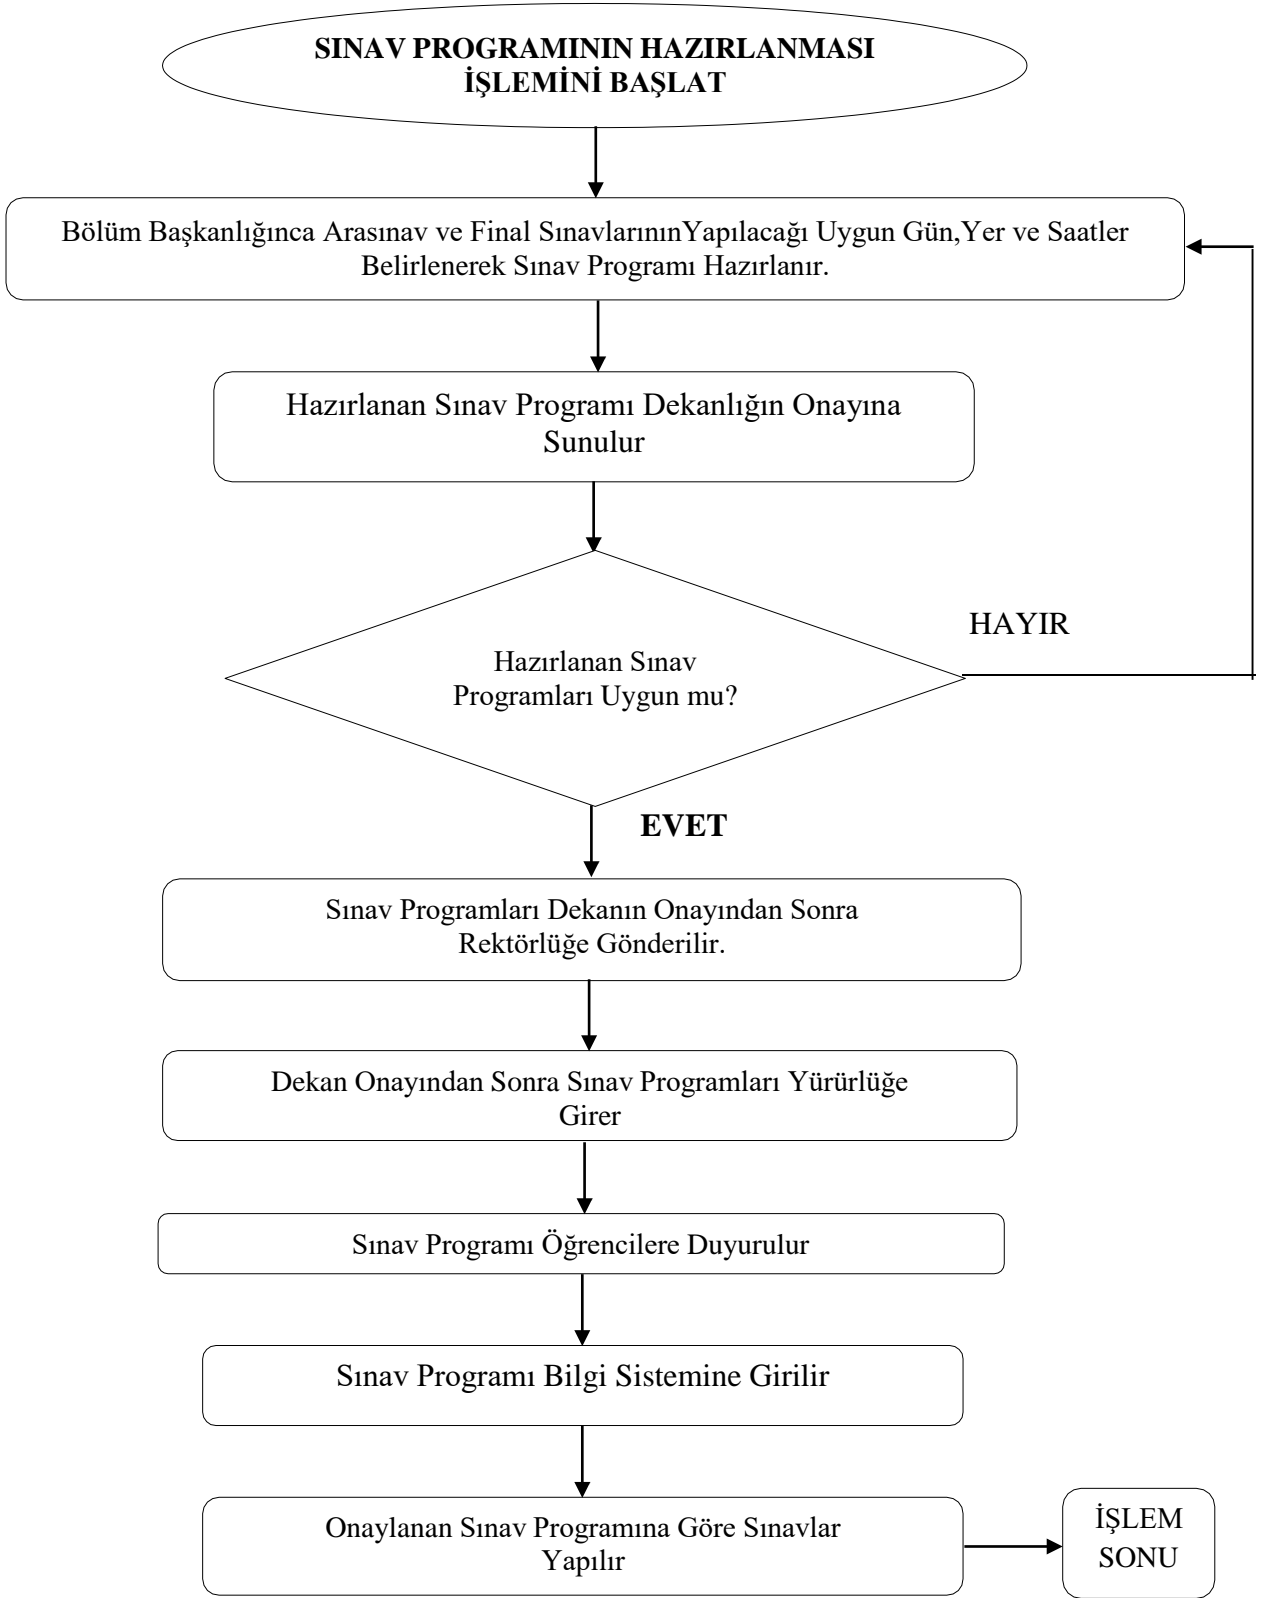 SINAV PROGRAMININ HAZIRLANMASI
İŞLEMİNİ BAŞLAT
Bölüm Başkanlığınca Arasınav ve Final SınavlarınınYapılacağı Uygun Gün,Yer ve Saatler
Belirlenerek Sınav Programı Hazırlanır.
Hazırlanan Sınav Programı Dekanlığın Onayına
Sunulur
HAYIR
Hazırlanan Sınav
Programları Uygun mu?
EVET
Sınav Programları Dekanın Onayından Sonra
Rektörlüğe Gönderilir.
Dekan Onayından Sonra Sınav Programları Yürürlüğe
Girer
Sınav Programı Öğrencilere Duyurulur
Sınav Programı Bilgi Sistemine Girilir
Onaylanan Sınav Programına Göre Sınavlar
Yapılır
İŞLEM
SONU